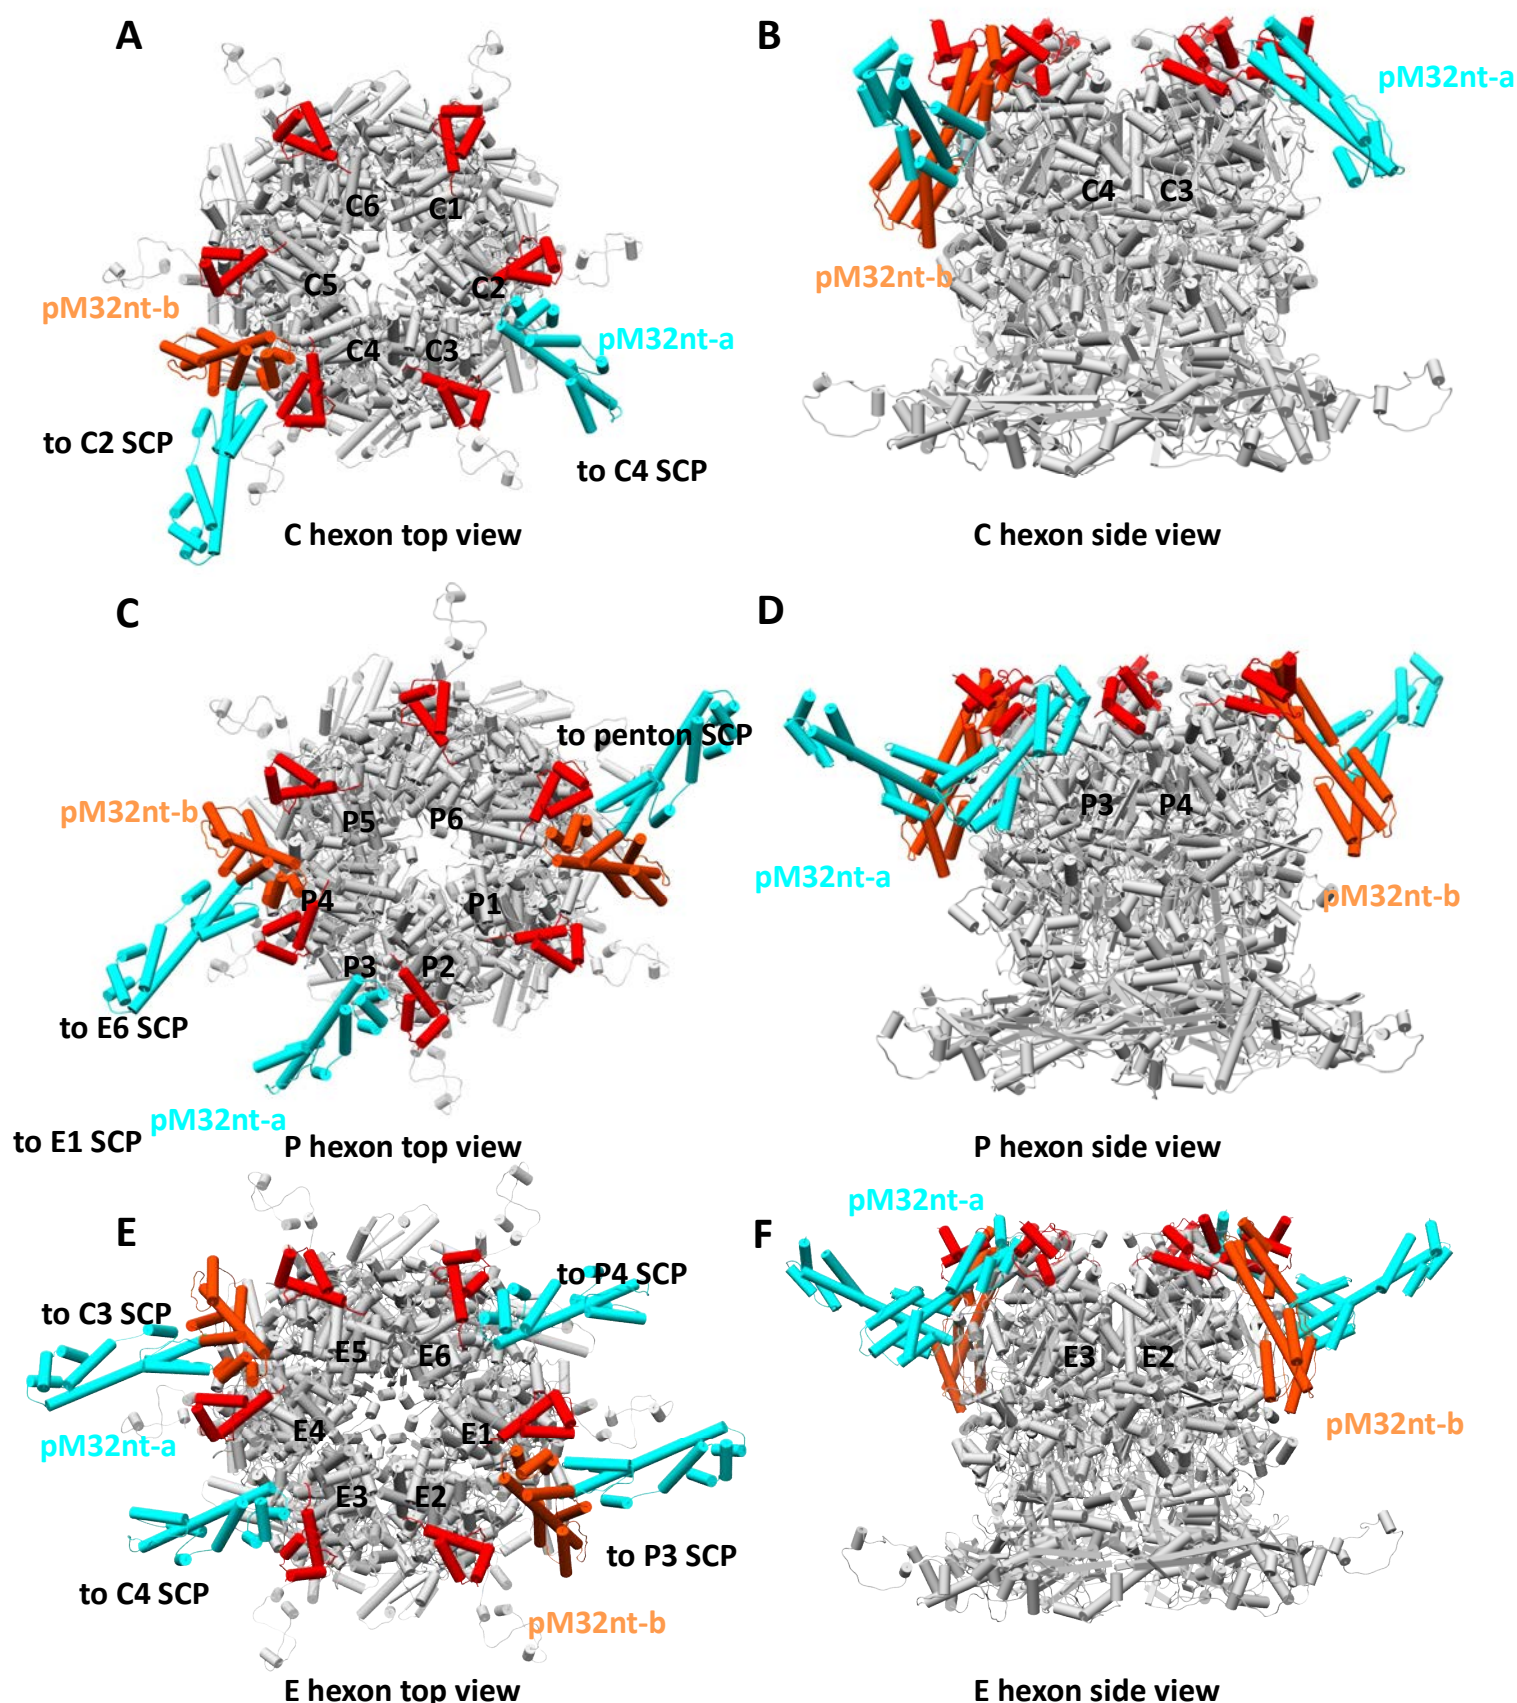 A
B
pM32nt-a
C6
C1
C4
C3
C5
C2
pM32nt-b
pM32nt-b
pM32nt-a
C4
C3
to C2 SCP
to C4 SCP
C hexon top view
C hexon side view
C
D
to penton SCP
pM32nt-b
P5
P6
P3
P4
pM32nt-a
P4
P1
pM32nt-b
P3
P2
to E6 SCP
pM32nt-a
to E1 SCP
P hexon top view
P hexon side view
pM32nt-a
E
F
to P4 SCP
to C3 SCP
E5
E6
E3
E2
pM32nt-a
E4
E1
pM32nt-b
E3
E2
to P3 SCP
to C4 SCP
pM32nt-b
E hexon top view
E hexon side view